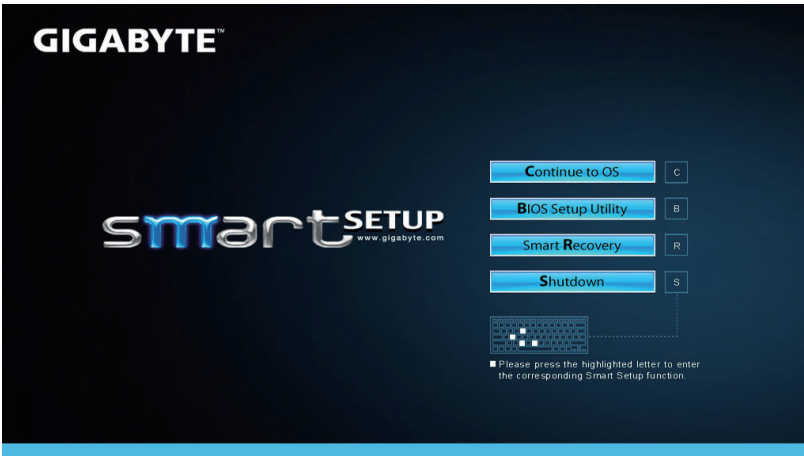 GIGABYTE™
smart SETUP
www.gigabyte.com
Continue to OS C
BIOS Setup Utility B
Smart Recovery R
Shutdown S
Please press the highlighted letter to enter
the corresponding Smart Setup function.